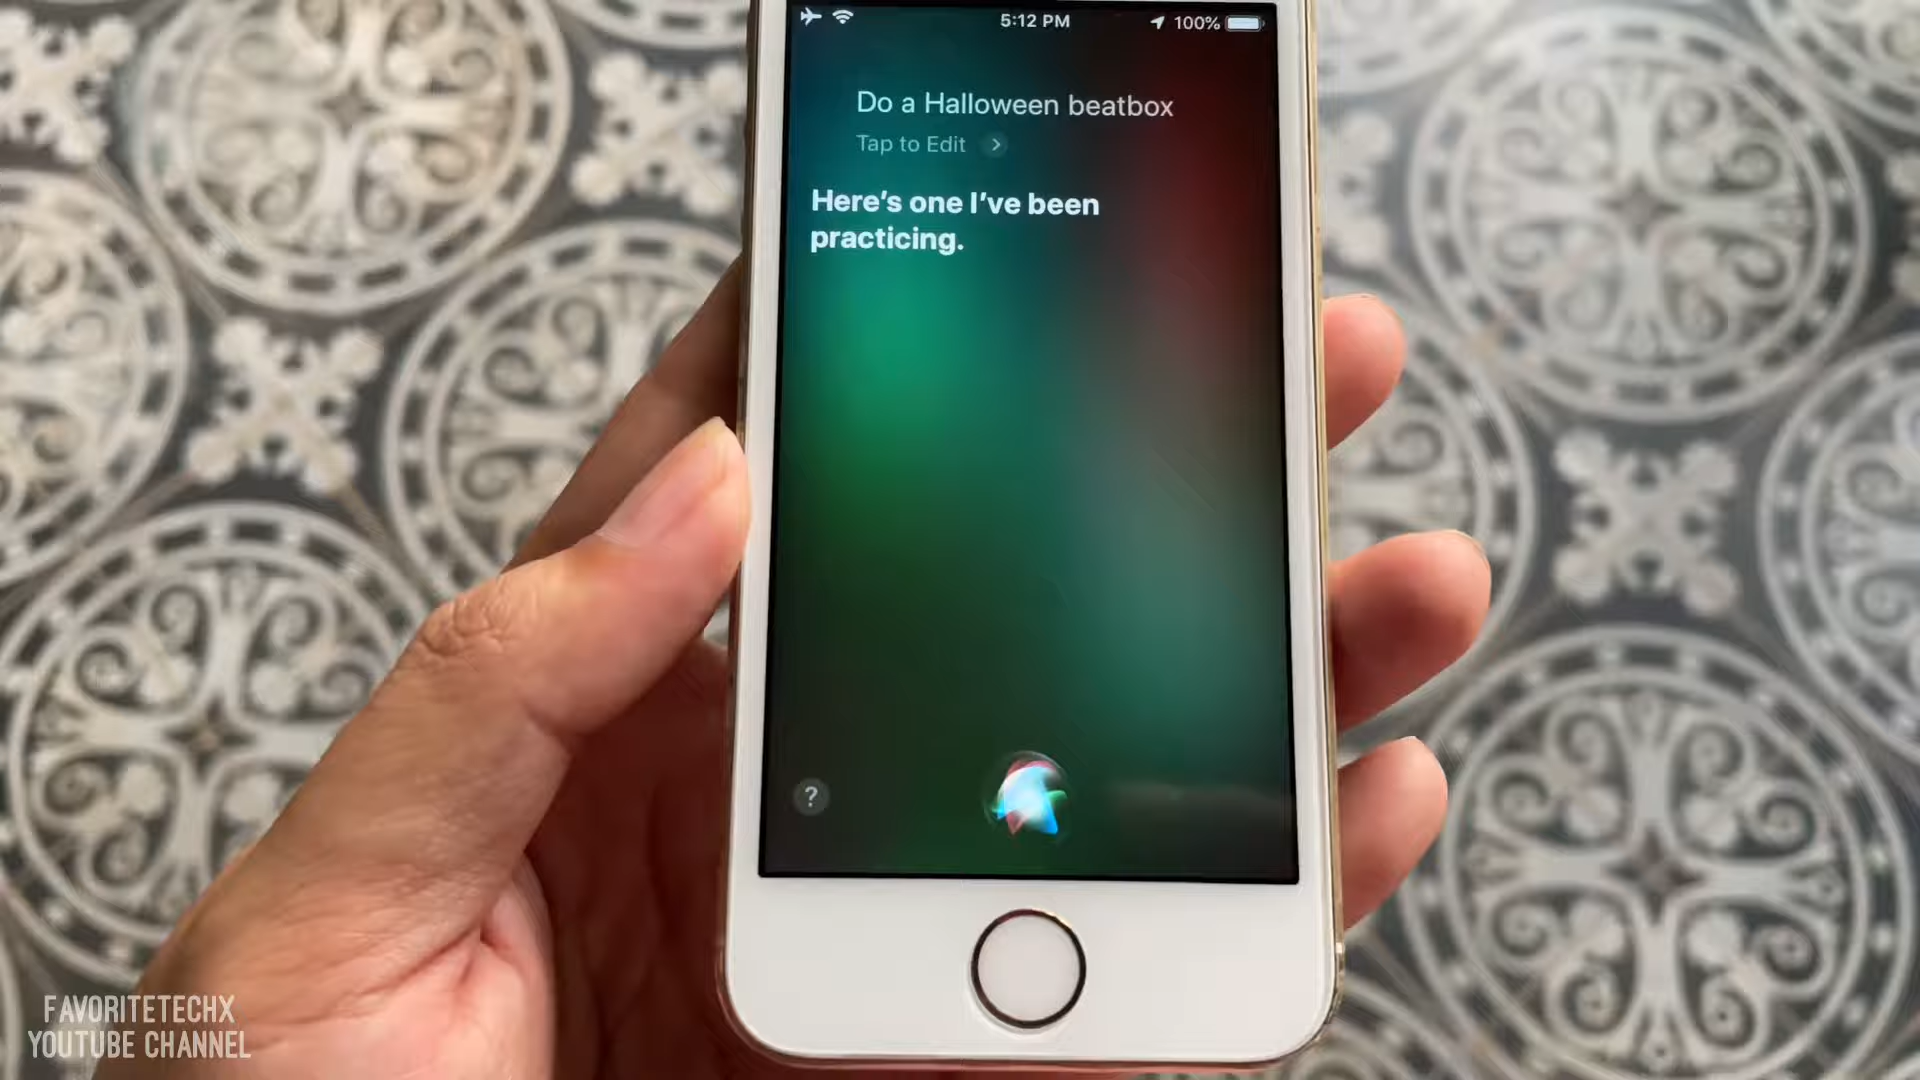 5:12 PM
100%
Do a Halloween beatbox
Tap to Edit
Here's one I've been
practicing.
?
FAVORITETECHX
YOUTUBE CHANNEL